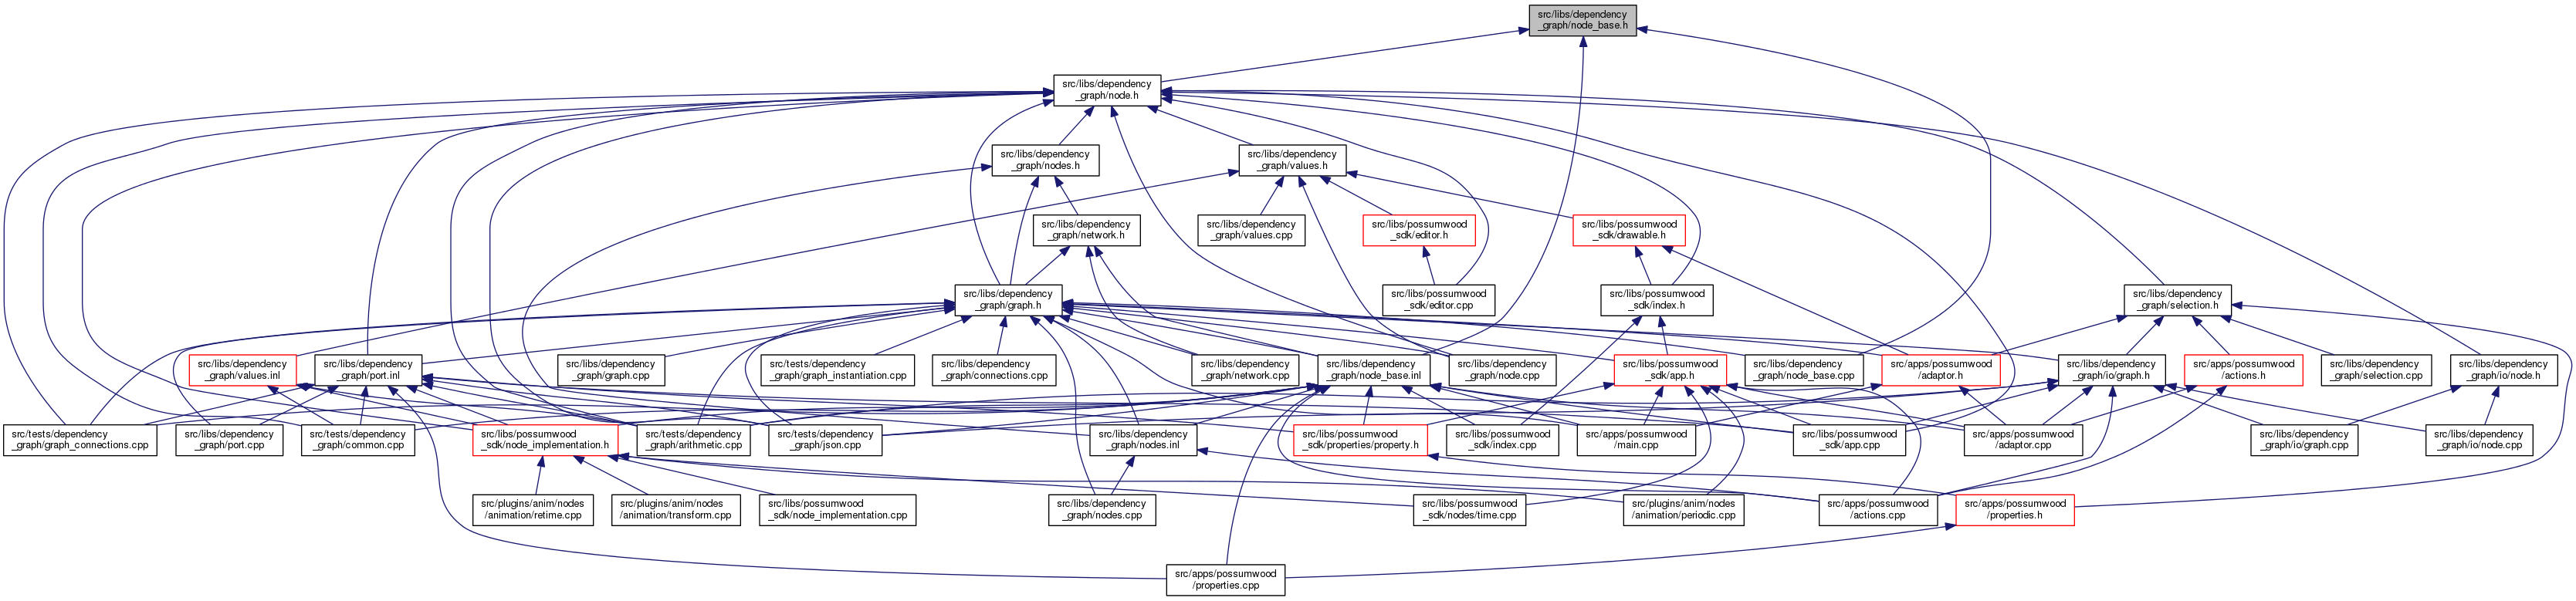 src/libs/dependency
_graph/node_base.h
src/libs/dependency
_graph/node.h
src/libs/dependency
_graph/nodes.h
src/libs/dependency
_graph/values.h
src/libs/dependency
_graph/network.h
src/libs/dependency
_graph/values.cpp
src/libs/possumwood
_sdk/editor.h
src/libs/possumwood
_sdk/drawable.h
src/libs/dependency
_graph/graph.h
src/libs/possumwood
_sdk/editor.cpp
src/libs/possumwood
_sdk/index.h
src/libs/dependency
_graph/selection.h
src/libs/dependency
_graph/values.inl
src/libs/dependency
_graph/port.inl
src/libs/dependency
_graph/graph.cpp
src/tests/dependency
_graph/graph_instantiation.cpp
src/libs/dependency
_graph/connections.cpp
src/libs/dependency
_graph/network.cpp
src/libs/dependency
_graph/node_base.inl
src/libs/dependency
_graph/node.cpp
src/libs/possumwood
_sdk/app.h
src/libs/dependency
_graph/node_base.cpp
src/apps/possumwood
/adaptor.h
src/libs/dependency
_graph/io/graph.h
src/apps/possumwood
/actions.h
src/libs/dependency
_graph/selection.cpp
src/libs/dependency
_graph/io/node.h
src/tests/dependency
_graph/graph_connections.cpp
src/libs/dependency
_graph/port.cpp
src/tests/dependency
_graph/common.cpp
src/libs/possumwood
_sdk/node_implementation.h
src/tests/dependency
_graph/arithmetic.cpp
src/tests/dependency
_graph/json.cpp
src/libs/dependency
_graph/nodes.inl
src/libs/possumwood
_sdk/properties/property.h
src/libs/possumwood
_sdk/index.cpp
src/apps/possumwood
/main.cpp
src/libs/possumwood
_sdk/app.cpp
src/apps/possumwood
/adaptor.cpp
src/libs/dependency
_graph/io/graph.cpp
src/libs/dependency
_graph/io/node.cpp
src/plugins/anim/nodes
/animation/retime.cpp
src/plugins/anim/nodes
/animation/transform.cpp
src/libs/possumwood
_sdk/node_implementation.cpp
src/libs/dependency
_graph/nodes.cpp
src/libs/possumwood
_sdk/nodes/time.cpp
src/plugins/anim/nodes
/animation/periodic.cpp
src/apps/possumwood
/actions.cpp
src/apps/possumwood
/properties.h
src/apps/possumwood
/properties.cpp